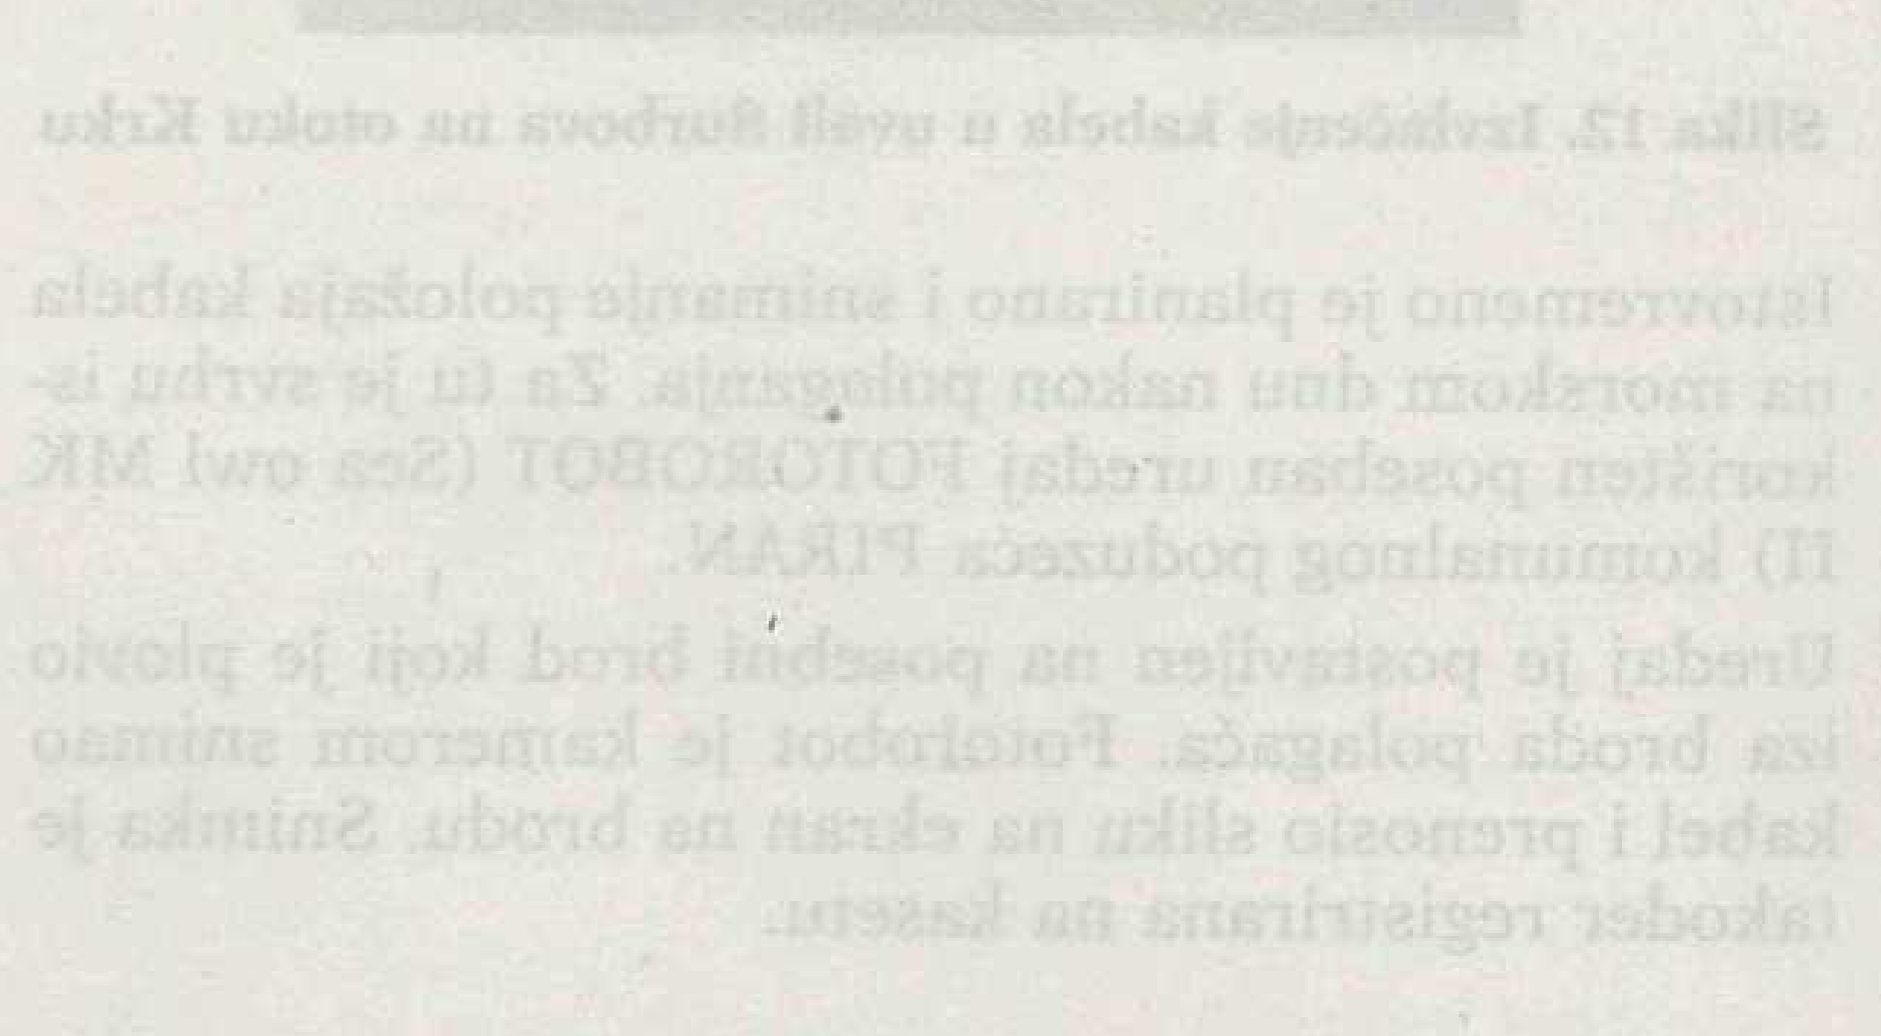 Slika 12. Izvlačenje kabela u uvali Šurbova na otoku Krku
Istovremeno je planirano i snimanje položaja kabela
na morskom dnu nakon polaganja. Za tu je svrhu is-
korišten poseban uređaj FOTOROBOT (Sea owl MK
II) komunalnog poduzeća PIRAN.
Uređaj je postavljen na posebni brod koji je plovio
iza broda polagača. Fotorobot je kamerom snimao
kabel i prenosio sliku na ekran na brodu. Snimka je
također registrirana na kasetu.